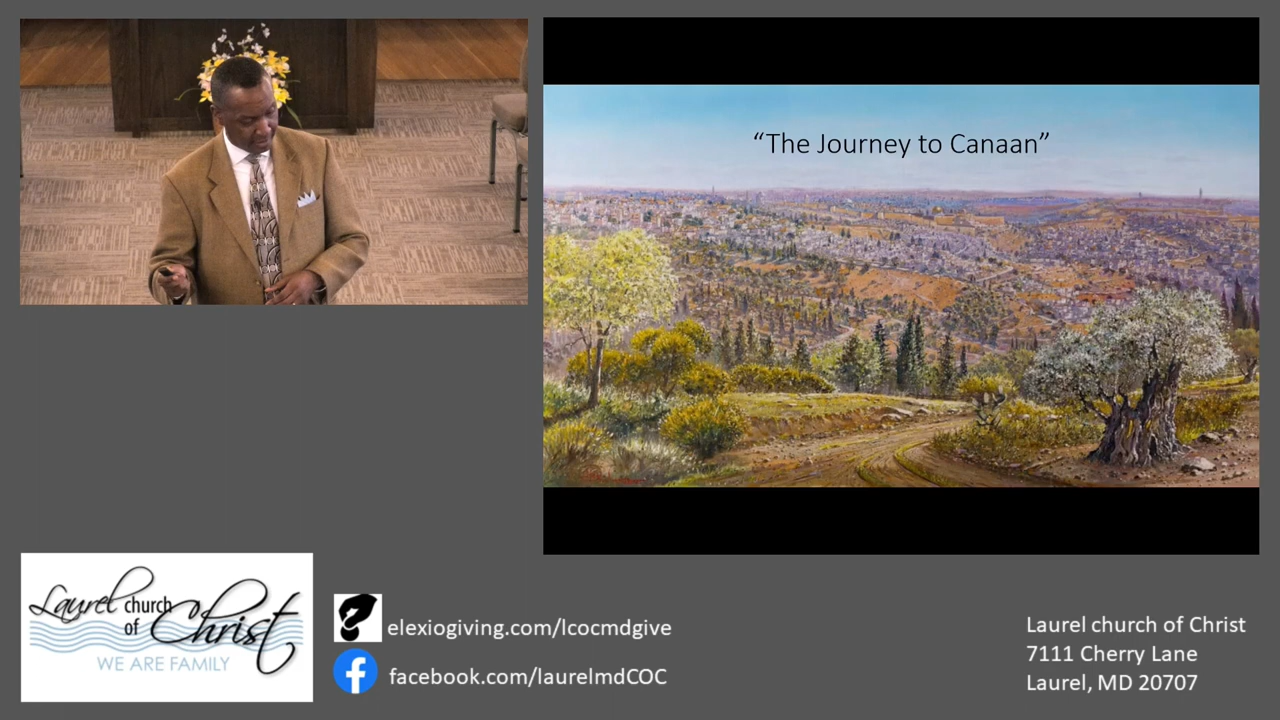 “The Journey to Canaan”
Laurel church of Christ
WE ARE FAMILY
elexiogiving.com/lcocmdgive
facebook.com/laurelmdCOC
Laurel church of Christ
7111 Cherry Lane
Laurel, MD 20707